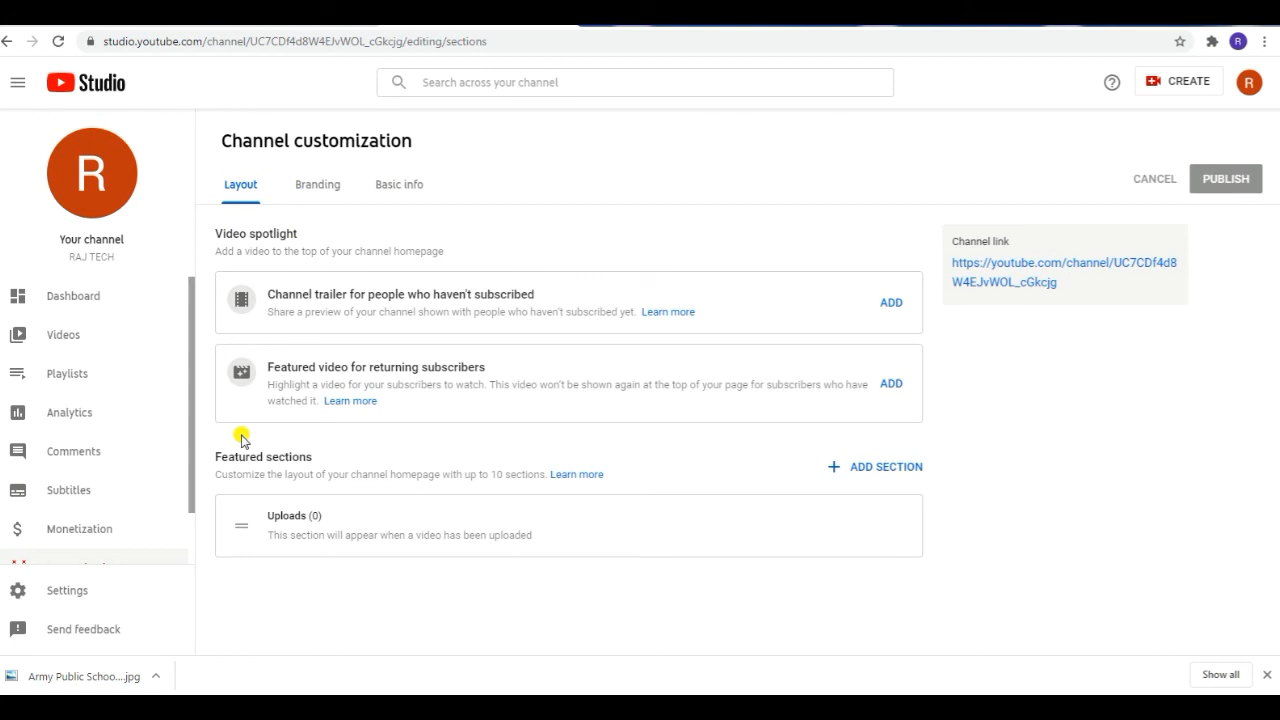 studio.youtube.com/channel/UC7CDf4d8W4EJvWOL_cGkcjg/editing/sections
R
Studio
Search across your channel
CREATE
R
R
Your channel
RAJ TECH
Dashboard
Videos
Playlists
Analytics
Comments
Subtitles
Monetization
Settings
Send feedback
Channel customization
Layout
Branding
Basic info
CANCEL
PUBLISH
Video spotlight
Add a video to the top of your channel homepage
Channel trailer for people who haven't subscribed
Share a preview of your channel shown with people who haven't subscribed yet. Learn more
ADD
Featured video for returning subscribers
Highlight a video for your subscribers to watch. This video won't be shown again at the top of your page for subscribers who have
watched it. Learn more
ADD
Featured sections
Customize the layout of your channel homepage with up to 10 sections. Learn more
+ ADD SECTION
Uploads (0)
This section will appear when a video has been uploaded
Channel link
https://youtube.com/channel/UC7CDf4d8
W4EJvWOL_cGkcjg
Army Public Schoo....jpg
Show all